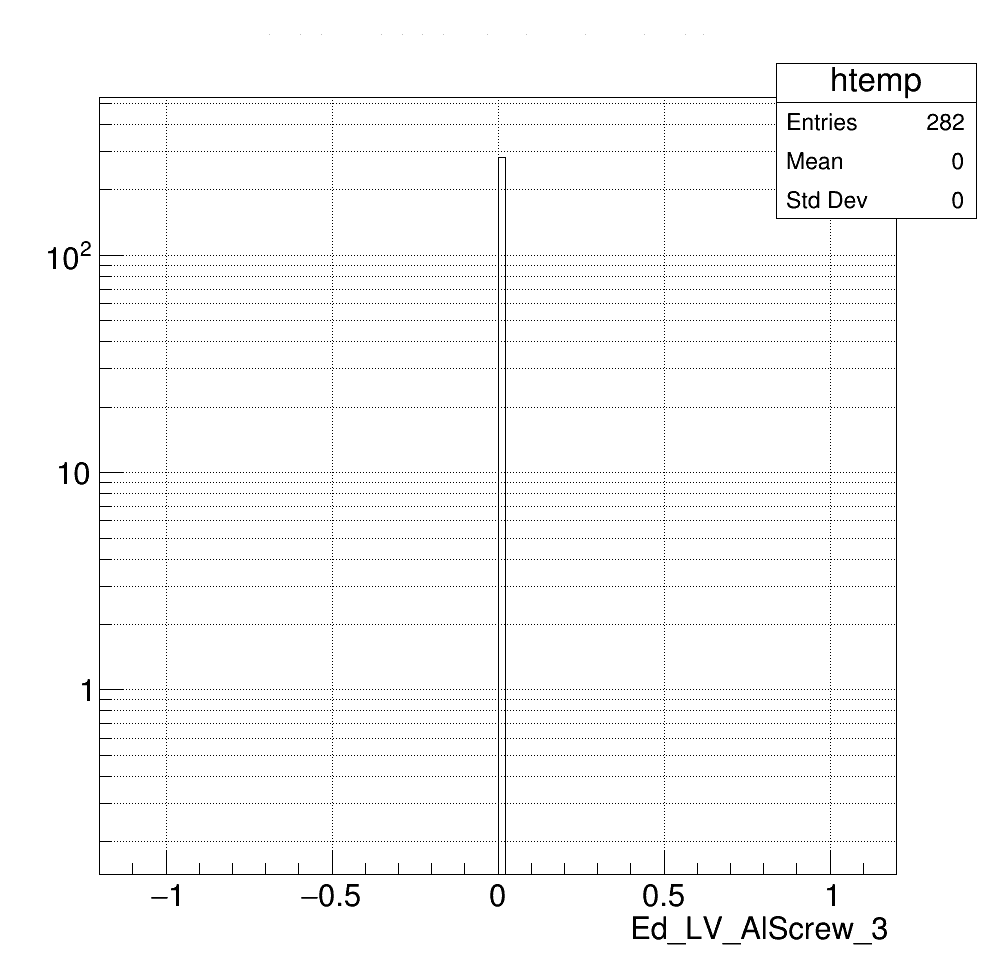 htemp
Entries 282
Mean 0
Std Dev 0
10²
10
1
−1 −0.5 0 0.5 1
Ed_LV_AlScrew_3